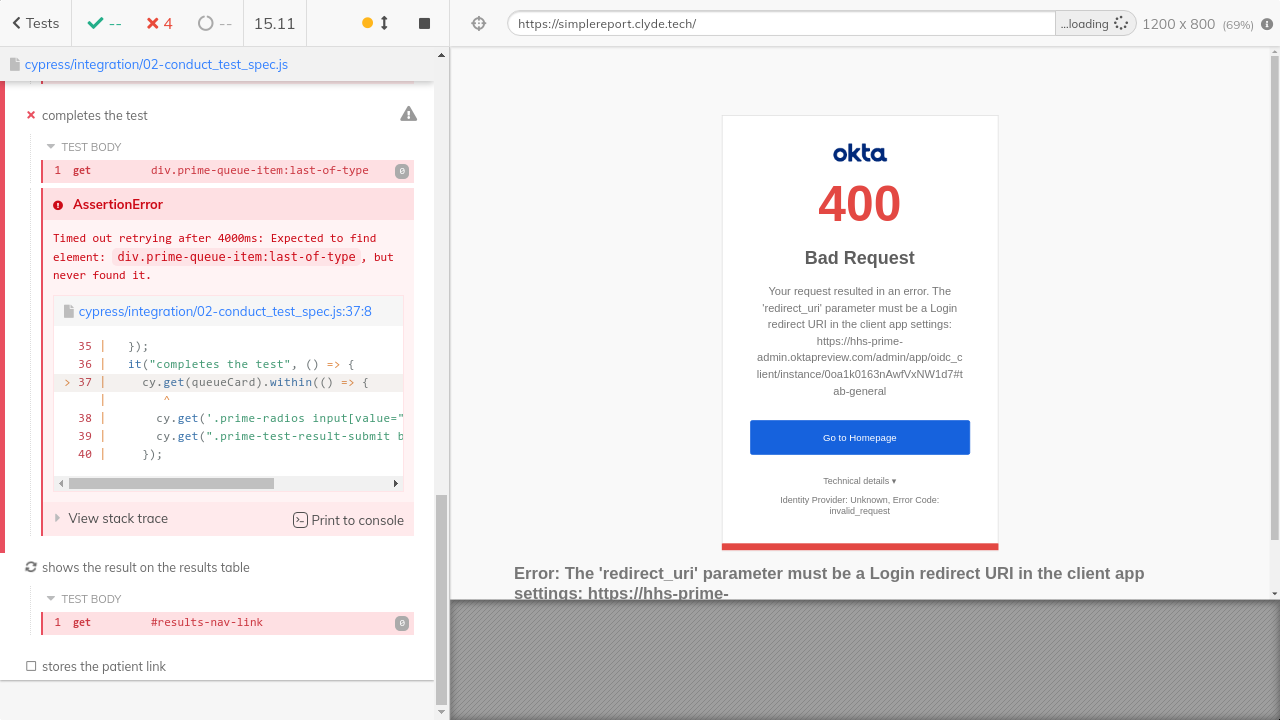 Tests
--
4
--
15.11
https://simplereport.clyde.tech/
...loading
1200 x 800 (69%)
cypress/integration/02-conduct_test_spec.js
completes the test
TEST BODY
1 get div.prime-queue-item:last-of-type 0
AssertionError
Timed out retrying after 4000ms: Expected to find
element: div.prime-queue-item:last-of-type, but
never found it.
cypress/integration/02-conduct_test_spec.js:37:8
35 | });
36 | it("completes the test", () => {
> 37 | cy.get(queueCard).within(() => {
| ^
38 | cy.get('.prime-radios input[value="
39 | cy.get(".prime-test-result-submit b
40 | });
View stack trace
Print to console
shows the result on the results table
TEST BODY
1 get #results-nav-link 0
stores the patient link
okta
400
Bad Request
Your request resulted in an error. The
'redirect_uri' parameter must be a Login
redirect URI in the client app settings:
https://hhs-prime-
admin.oktapreview.com/admin/app/oidc_c
lient/instance/0oa1k0163nAwfVxNW1d7#t
ab-general
Go to Homepage
Technical details ▾
Identity Provider: Unknown, Error Code:
invalid_request
Error: The 'redirect_uri' parameter must be a Login redirect URI in the client app
settings: https://hhs-prime-